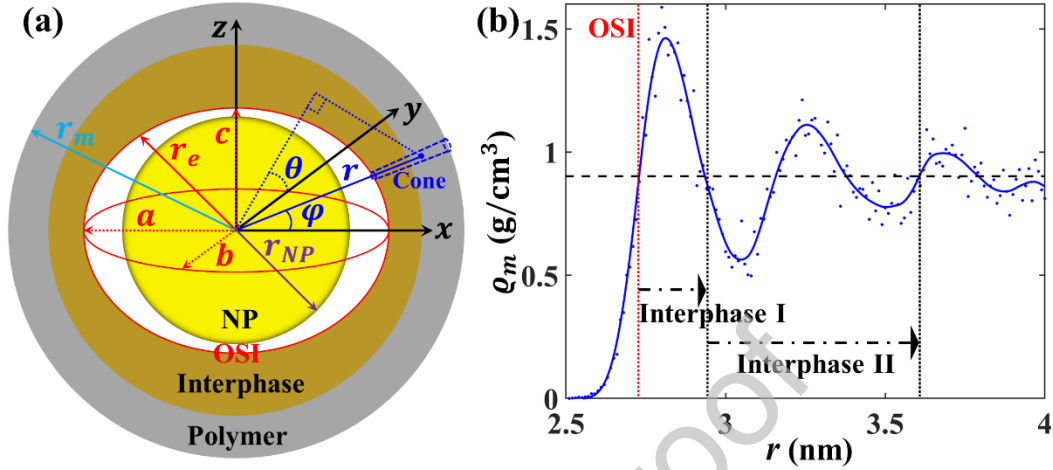 (a)
z
y
c
r_m
r_e
θ
r
Cone
φ
a
x
b
r_NP
NP
OSI
Interphase
Polymer
(b)
OSI
1.5
1
0.5
0
ϱ_m (g/cm³)
Interphase I
Interphase II
2.5 3 3.5 4
r (nm)
roof